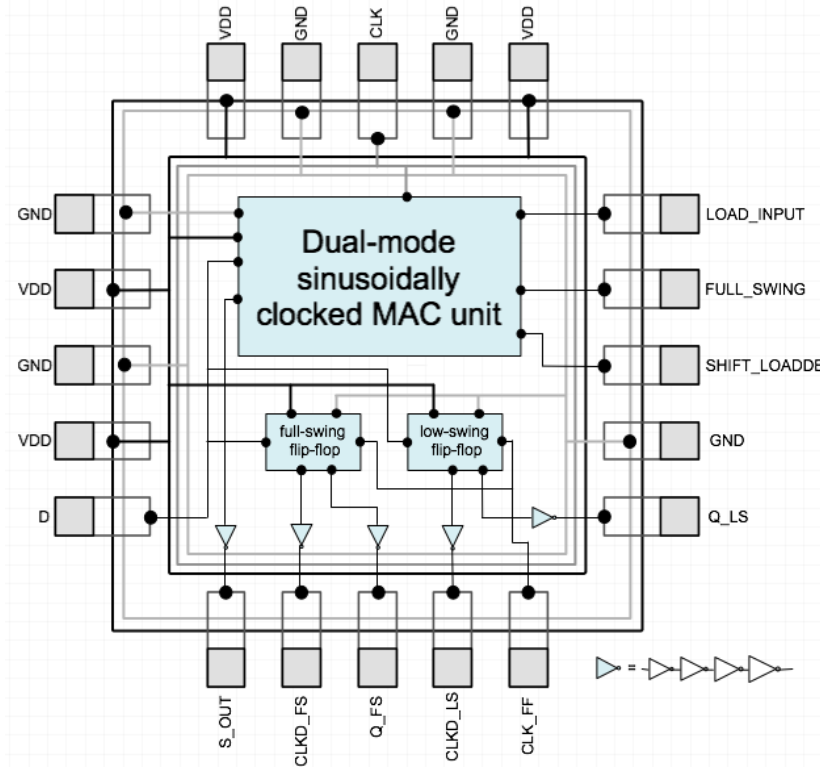 VDD
GND
CLK
GND
VDD
GND
VDD
GND
VDD
D
LOAD_INPUT
FULL_SWING
SHIFT_LOADDE
GND
Q_LS
Dual-mode
sinusoidally
clocked MAC unit
full-swing
flip-flop
low-swing
flip-flop
S_OUT
CLKD_FS
Q_FS
CLKD_LS
CLK_FF
=